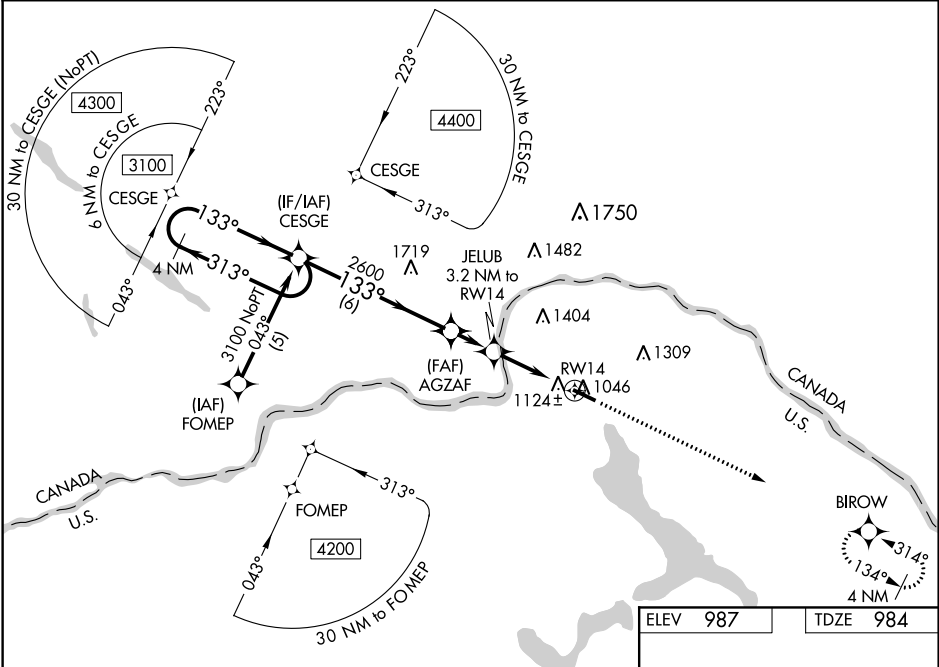 30 NM to CESGE (NoPT)
4300
223°
6 NM to CESGE
3100
CESGE
043°
223°
30 NM to CESGE
4400
CESGE
313°
133°
(IF/IAF)
CESGE
4 NM
313°
3100 NoPT
043°
(5)
2600
133°
(6)
1719
JELUB
3.2 NM to
RW14
1482
1750
1404
1309
(IAF)
FOMEP
(FAF)
AGZAF
RW14
1124±
1046
CANADA
U.S.
CANADA
U.S.
FOMEP
313°
043°
4200
30 NM to FOMEP
BIROW
314°
134°
4 NM
ELEV 987
TDZE 984